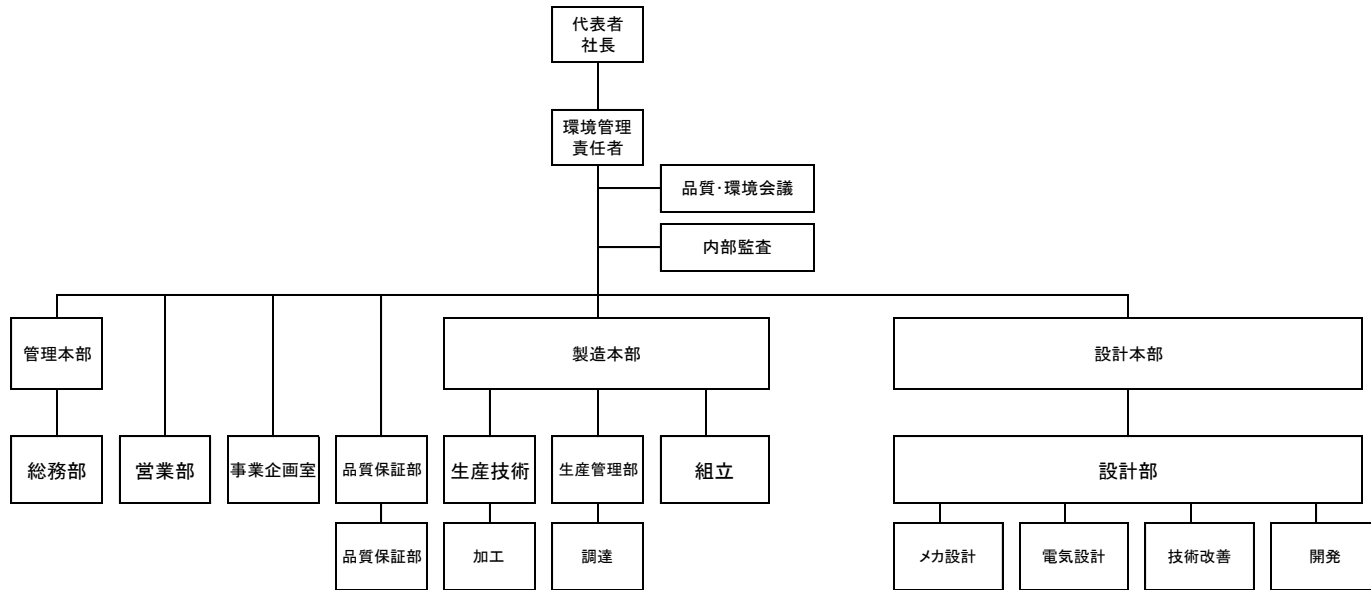 代表者
社長
環境管理
責任者
品質･環境会議
内部監査
管理本部
製造本部
設計本部
総務部
営業部
事業企画室
品質保証部
生産技術
生産管理部
組立
設計部
品質保証部
加工
調達
メカ設計
電気設計
技術改善
開発